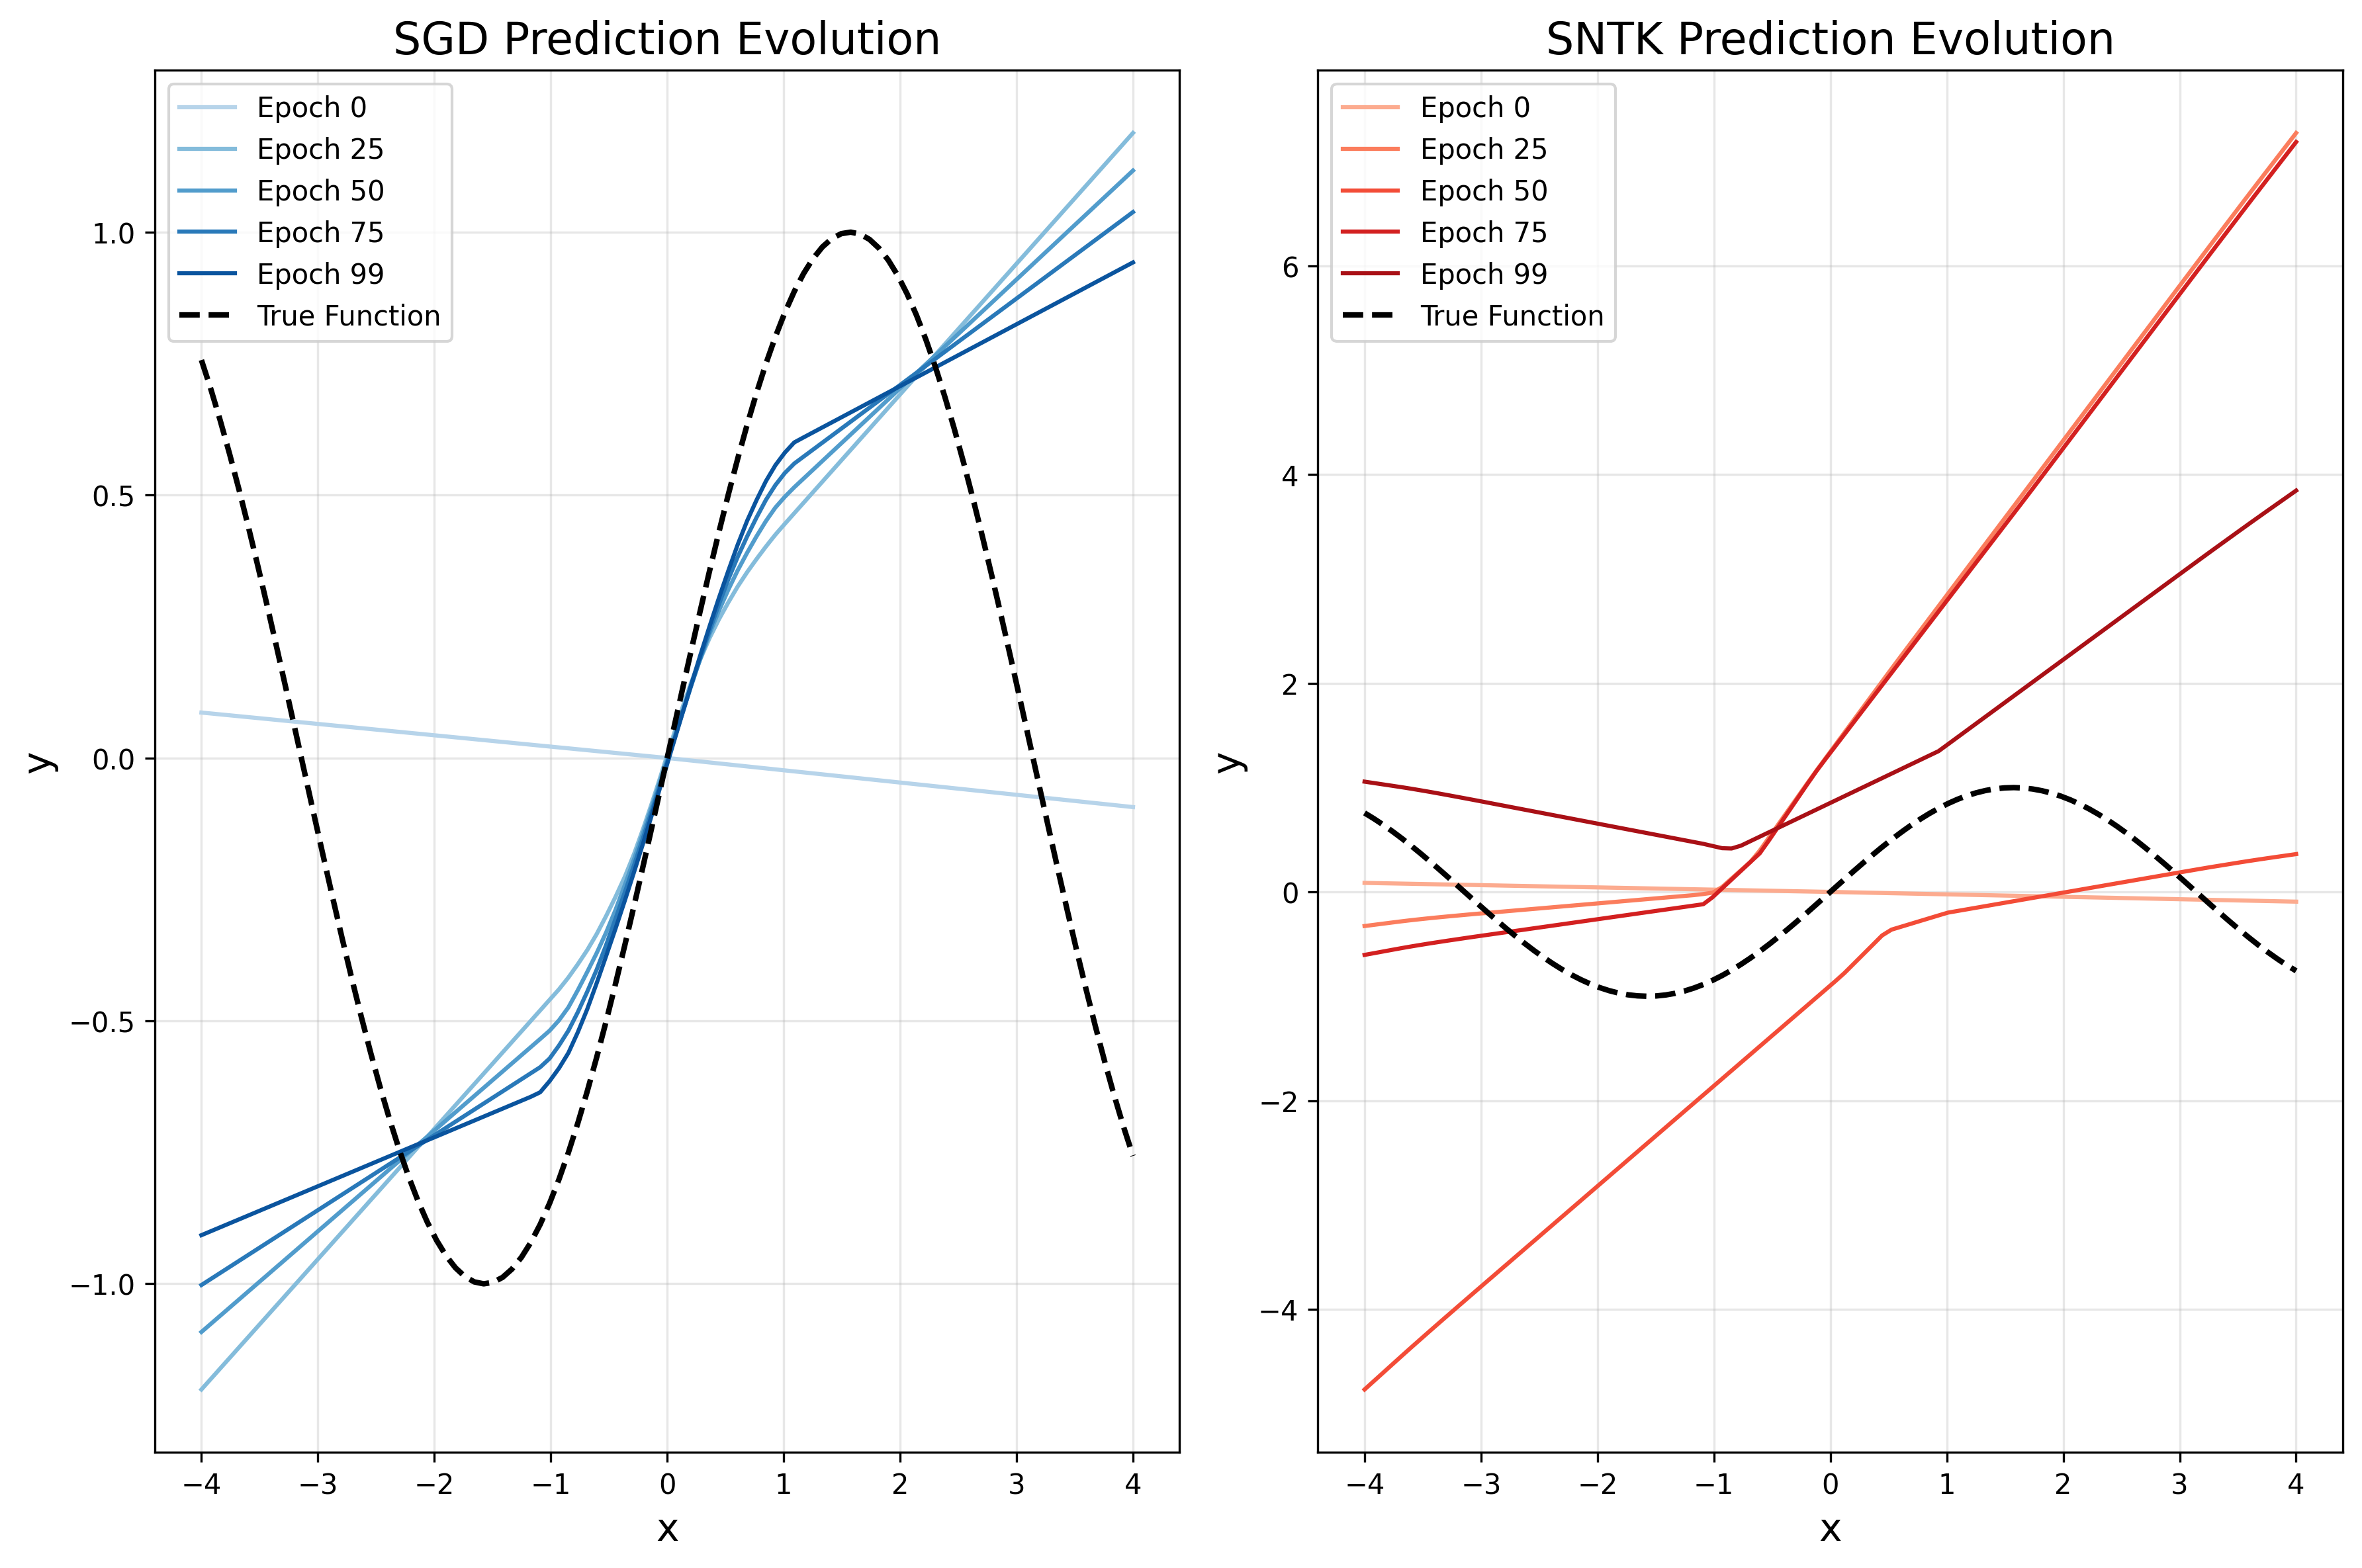 SGD Prediction Evolution
Epoch 0
Epoch 25
Epoch 50
Epoch 75
Epoch 99
True Function
1.0
0.5
0.0
−0.5
−1.0
y
−4 −3 −2 −1 0 1 2 3 4
x
SNTK Prediction Evolution
Epoch 0
Epoch 25
Epoch 50
Epoch 75
Epoch 99
True Function
6
4
2
0
−2
−4
y
−4 −3 −2 −1 0 1 2 3 4
x